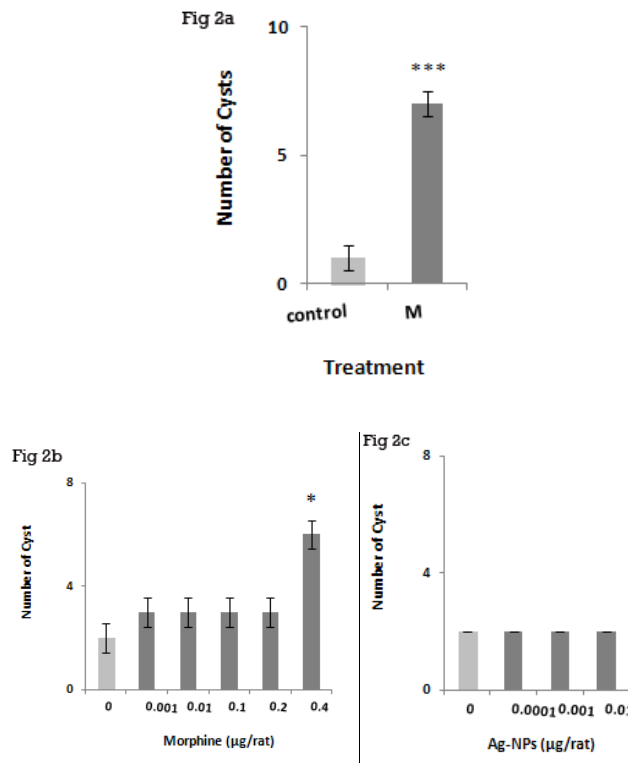 Fig 2a
10
***
Number of Cysts
5
0
control M
Treatment
Fig 2b
8
*
Number of Cyst
4
0
0 0.001 0.01 0.1 0.2 0.4
Morphine (µg/rat)
Fig 2c
8
Number of Cyst
4
0
0 0.0001 0.001 0.01
Ag-NPs (µg/rat)